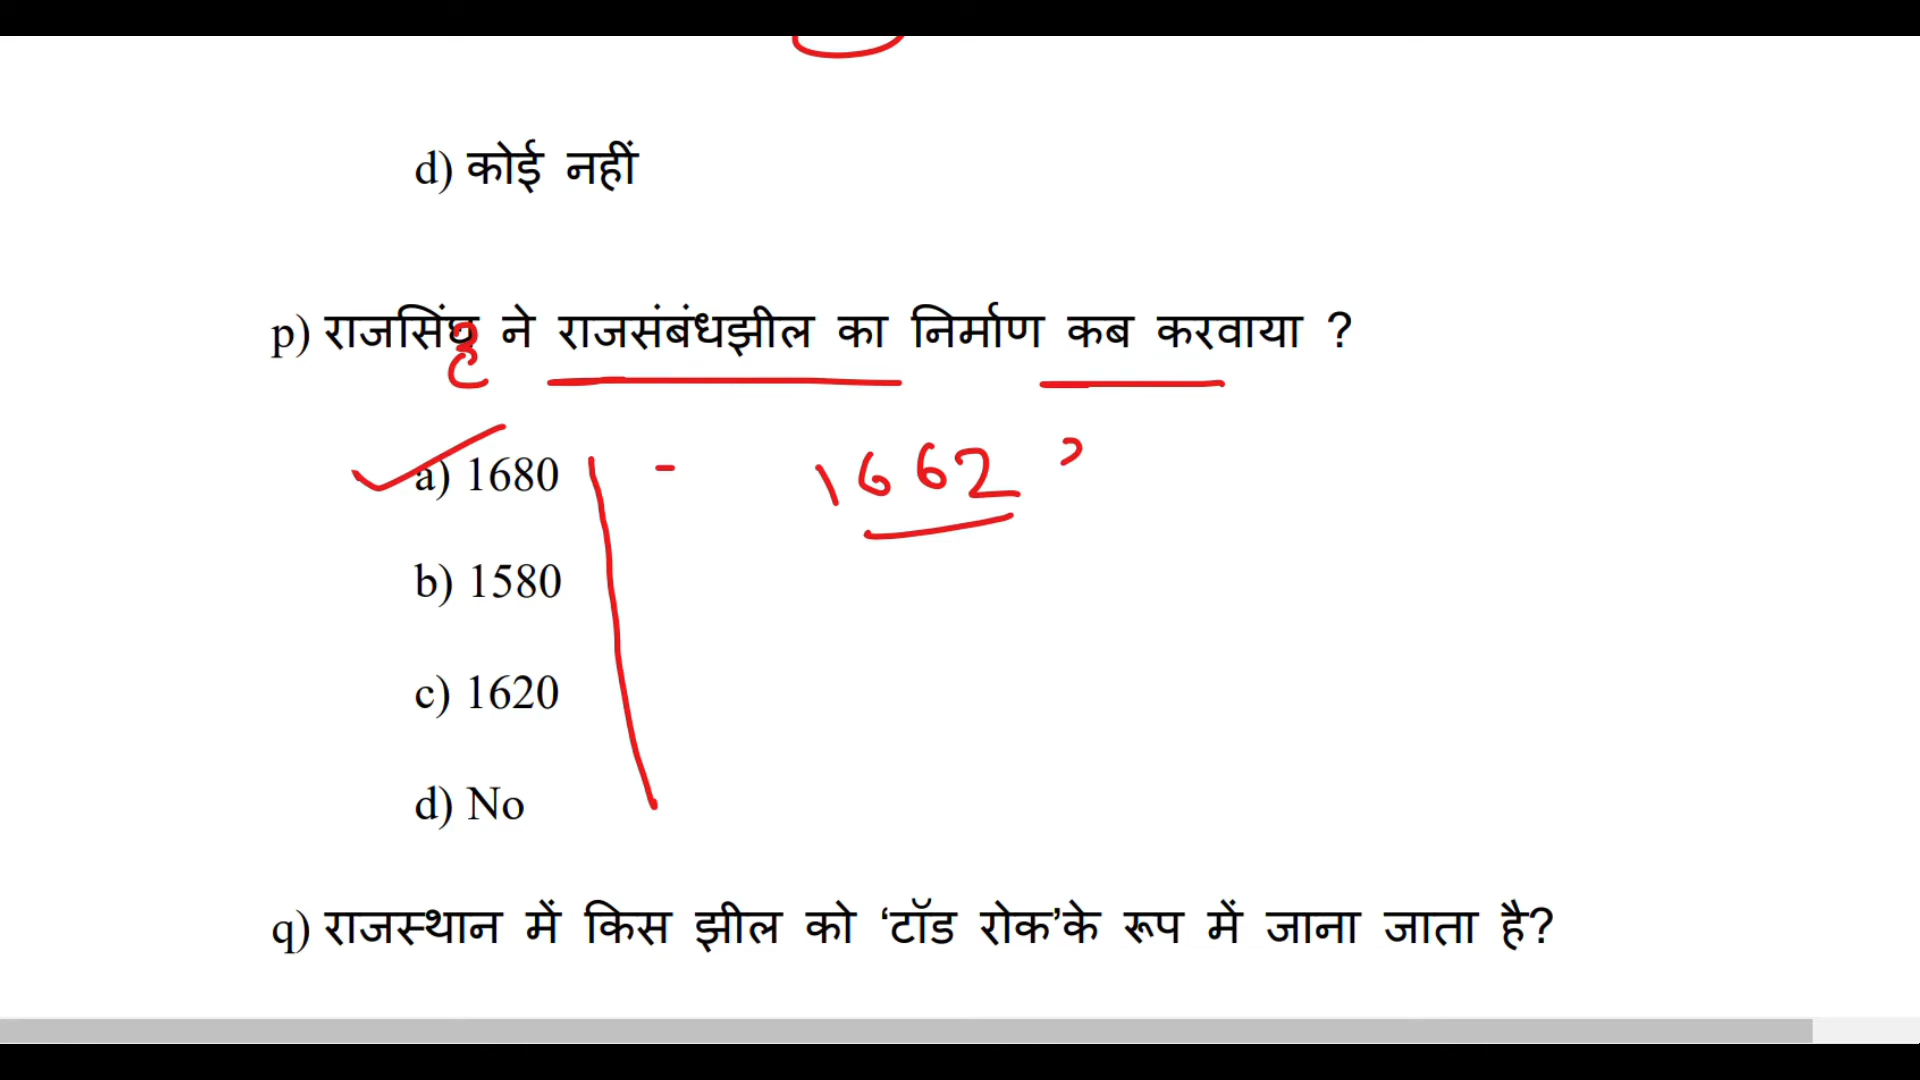 d) कोई नहीं
p) राजसिंह ने राजसंबंधझील का निर्माण कब करवाया ?
a) 1680 - 1662
b) 1580
c) 1620
d) No
q) राजस्थान में किस झील को ‘टॉड रोक’के रूप में जाना जाता है?